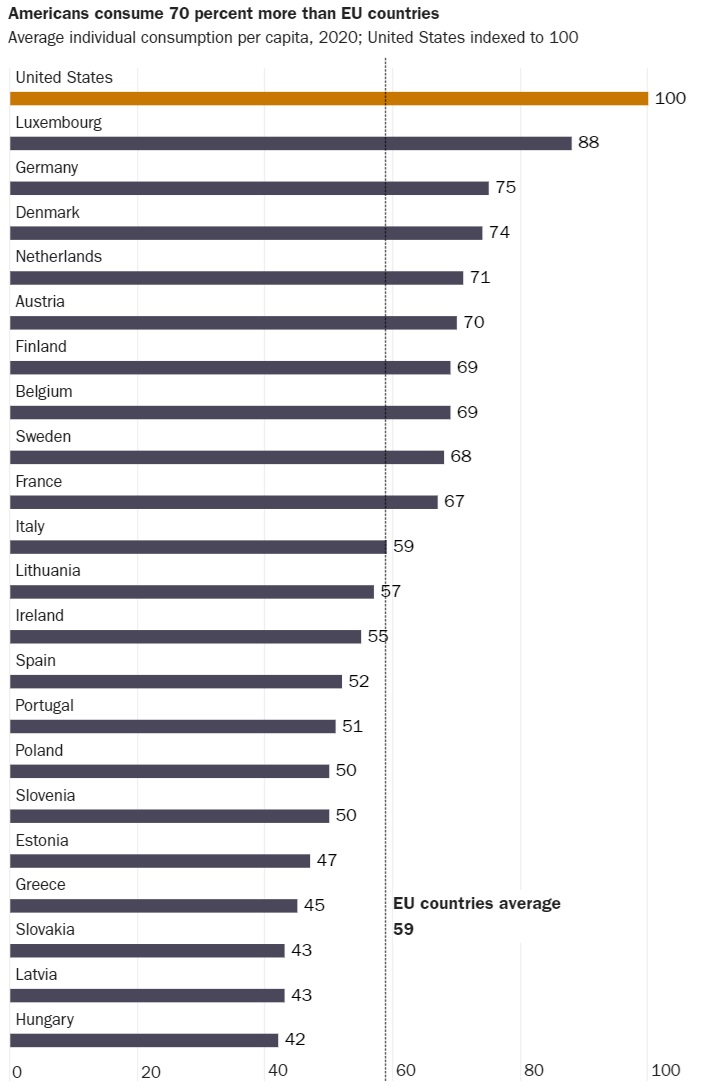 Americans consume 70 percent more than EU countries
Average individual consumption per capita, 2020; United States indexed to 100
United States
100
Luxembourg
88
Germany
75
Denmark
74
Netherlands
71
Austria
70
Finland
69
Belgium
69
Sweden
68
France
67
Italy
59
Lithuania
57
Ireland
55
Spain
52
Portugal
51
Poland
50
Slovenia
50
Estonia
47
Greece
45
EU countries average
59
Slovakia
43
Latvia
43
Hungary
42
0 20 40 60 80 100